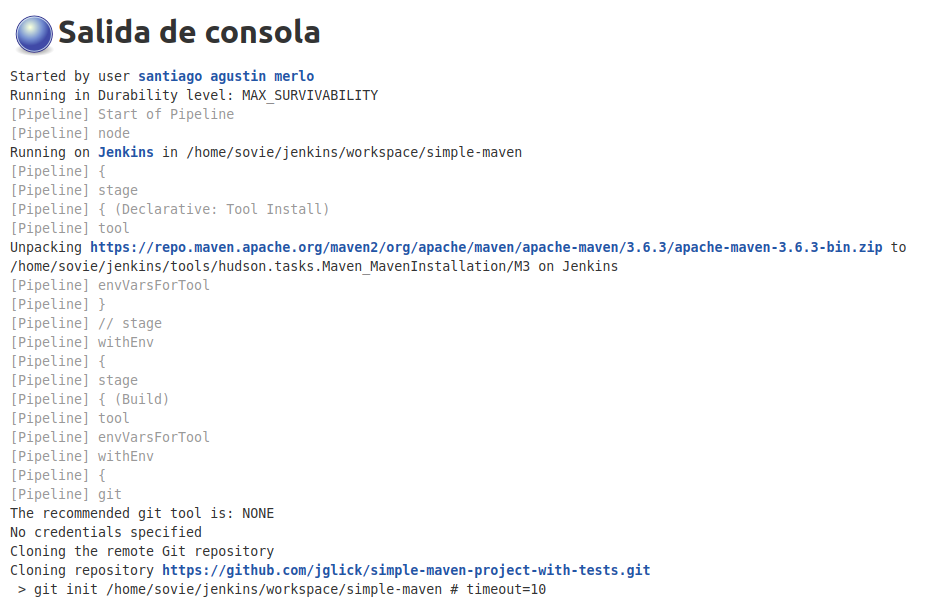 Salida de consola
Started by user santiago agustin merlo
Running in Durability level: MAX_SURVIVABILITY
[Pipeline] Start of Pipeline
[Pipeline] node
Running on Jenkins in /home/sovie/jenkins/workspace/simple-maven
[Pipeline] {
[Pipeline] stage
[Pipeline] { (Declarative: Tool Install)
[Pipeline] tool
Unpacking https://repo.maven.apache.org/maven2/org/apache/maven/apache-maven/3.6.3/apache-maven-3.6.3-bin.zip to
/home/sovie/jenkins/tools/hudson.tasks.Maven_MavenInstallation/M3 on Jenkins
[Pipeline] envVarsForTool
[Pipeline] }
[Pipeline] // stage
[Pipeline] withEnv
[Pipeline] {
[Pipeline] stage
[Pipeline] { (Build)
[Pipeline] tool
[Pipeline] envVarsForTool
[Pipeline] withEnv
[Pipeline] {
[Pipeline] git
The recommended git tool is: NONE
No credentials specified
Cloning the remote Git repository
Cloning repository https://github.com/jglick/simple-maven-project-with-tests.git
 > git init /home/sovie/jenkins/workspace/simple-maven # timeout=10